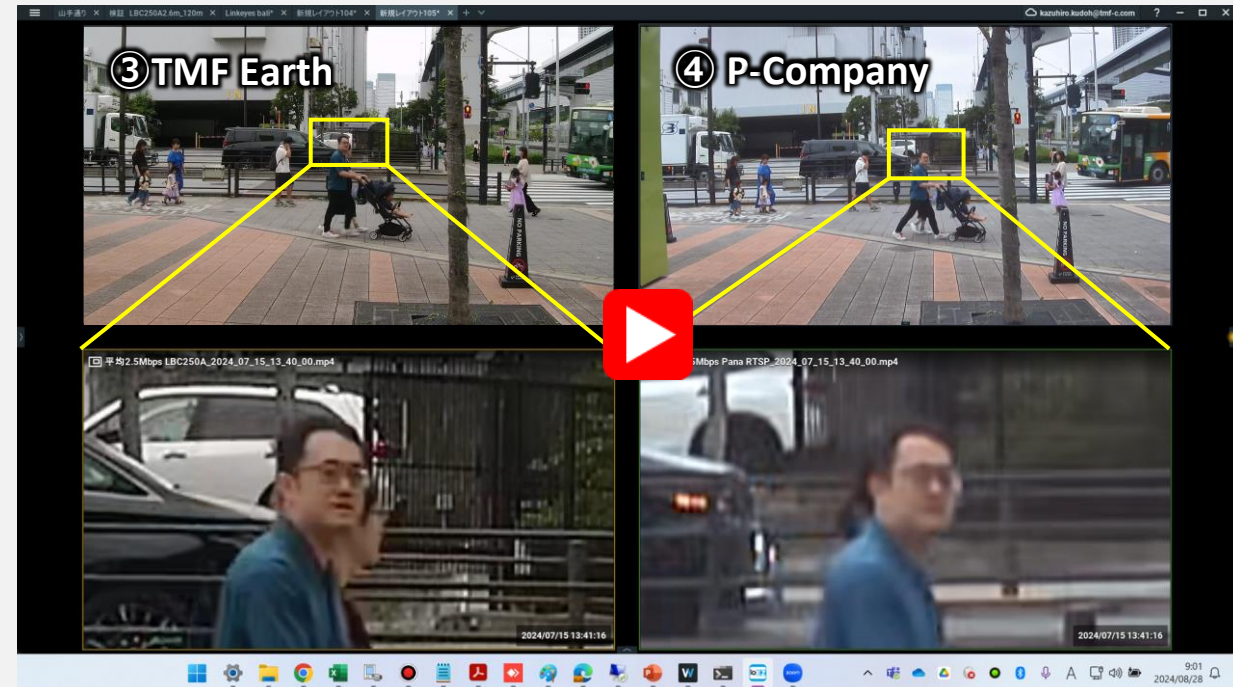 山手通り
検証 LBC250A2.6m_120m
Linkeyes bali*
新規レイアウト104*
新規レイアウト105*
kazuhiro.kudoh@tmf-c.com
③TMF Earth
④ P-Company
NO PARKING
NO PARKING
平均2.5Mbps LBC250A_2024_07_15_13_40_00.mp4
5Mbps Pana RTSP_2024_07_15_13_40_00.mp4
2024/07/15 13:41:16
2024/07/15 13:41:16
9:01
2024/08/28